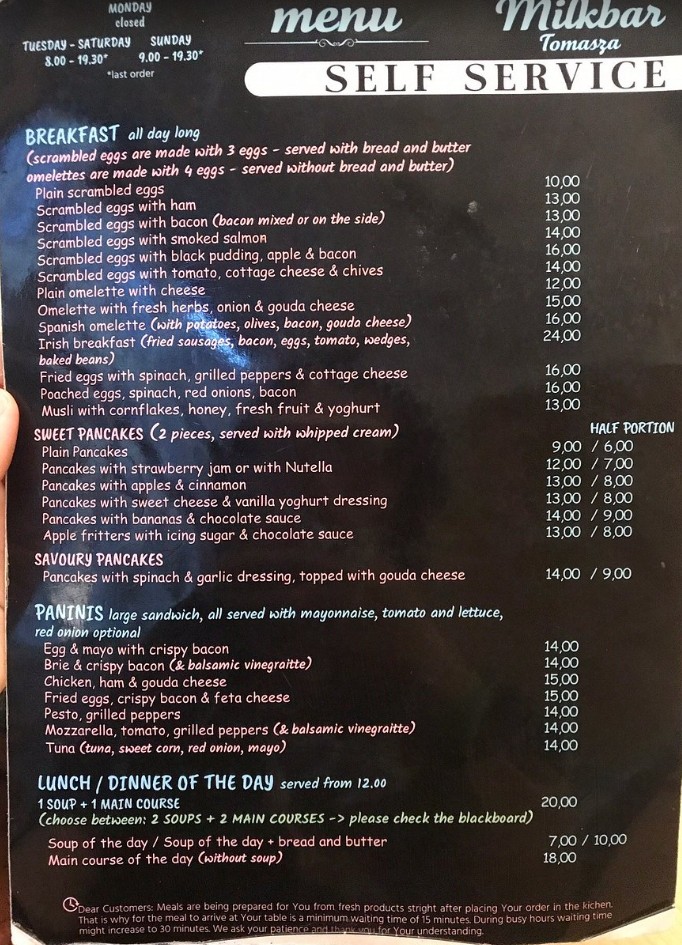 MONDAY
closed
TUESDAY - SATURDAY SUNDAY
8.00 - 19.30* 9.00 - 19.30*
*last order
menu
Milkbar
Tomasza
SELF SERVICE
BREAKFAST all day long
(scrambled eggs are made with 3 eggs - served with bread and butter
omelettes are made with 4 eggs - served without bread and butter)
Plain scrambled eggs 10,00
Scrambled eggs with ham 13,00
Scrambled eggs with bacon (bacon mixed or on the side) 13,00
Scrambled eggs with smoked salmon 14,00
Scrambled eggs with black pudding, apple & bacon 16,00
Scrambled eggs with tomato, cottage cheese & chives 14,00
Plain omelette with cheese 12,00
Omelette with fresh herbs, onion & gouda cheese 15,00
Spanish omelette (with potatoes, olives, bacon, gouda cheese) 16,00
Irish breakfast (fried sausages, bacon, eggs, tomato, wedges, 24,00
baked beans)
Fried eggs with spinach, grilled peppers & cottage cheese 16,00
Poached eggs, spinach, red onions, bacon 16,00
Musli with cornflakes, honey, fresh fruit & yoghurt 13,00
SWEET PANCAKES (2 pieces, served with whipped cream) HALF PORTION
Plain Pancakes 9,00 / 6,00
Pancakes with strawberry jam or with Nutella 12,00 / 7,00
Pancakes with apples & cinnamon 13,00 / 8,00
Pancakes with sweet cheese & vanilla yoghurt dressing 13,00 / 8,00
Pancakes with bananas & chocolate sauce 14,00 / 9,00
Apple fritters with icing sugar & chocolate sauce 13,00 / 8,00
SAVOURY PANCAKES
Pancakes with spinach & garlic dressing, topped with gouda cheese 14,00 / 9,00
PANINIS large sandwich, all served with mayonnaise, tomato and lettuce,
red onion optional
Egg & mayo with crispy bacon 14,00
Brie & crispy bacon (& balsamic vinegraitte) 14,00
Chicken, ham & gouda cheese 15,00
Fried eggs, crispy bacon & feta cheese 15,00
Pesto, grilled peppers 14,00
Mozzarella, tomato, grilled peppers (& balsamic vinegraitte) 14,00
Tuna (tuna, sweet corn, red onion, mayo) 14,00
LUNCH / DINNER OF THE DAY served from 12.00
1 SOUP + 1 MAIN COURSE 20,00
(choose between: 2 SOUPS + 2 MAIN COURSES -> please check the blackboard)
Soup of the day / Soup of the day + bread and butter 7,00 / 10,00
Main course of the day (without soup) 18,00
Dear Customers: Meals are being prepared for You from fresh products stright after placing Your order in the kichen.
That is why for the meal to arrive at Your table is a minimum waiting time of 15 minutes. During busy hours waiting time
might increase to 30 minutes. We ask your patience and thank you for Your understanding.